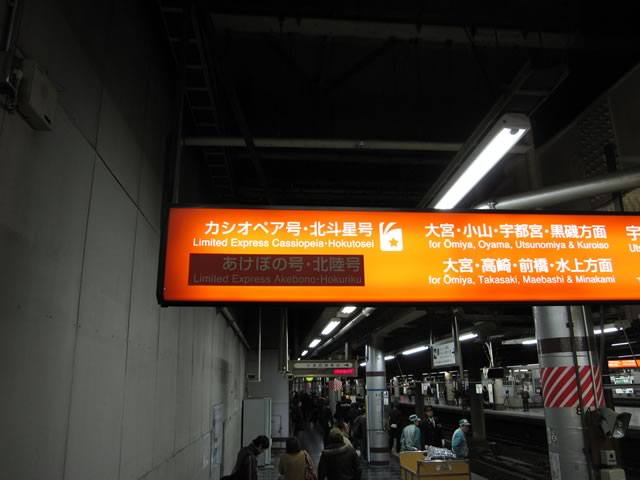 カシオペア号・北斗星号
Limited Express Cassiopeia・Hokutosei
あけぼの号・北陸号
Limited Express Akebono・Hokuriku
大宮・小山・宇都宮・黒磯方面
for Ōmiya, Oyama, Utsunomiya & Kuroiso
大宮・高崎・前橋・水上方面
for Ōmiya, Takasaki, Maebashi & Minakami
宇
fo